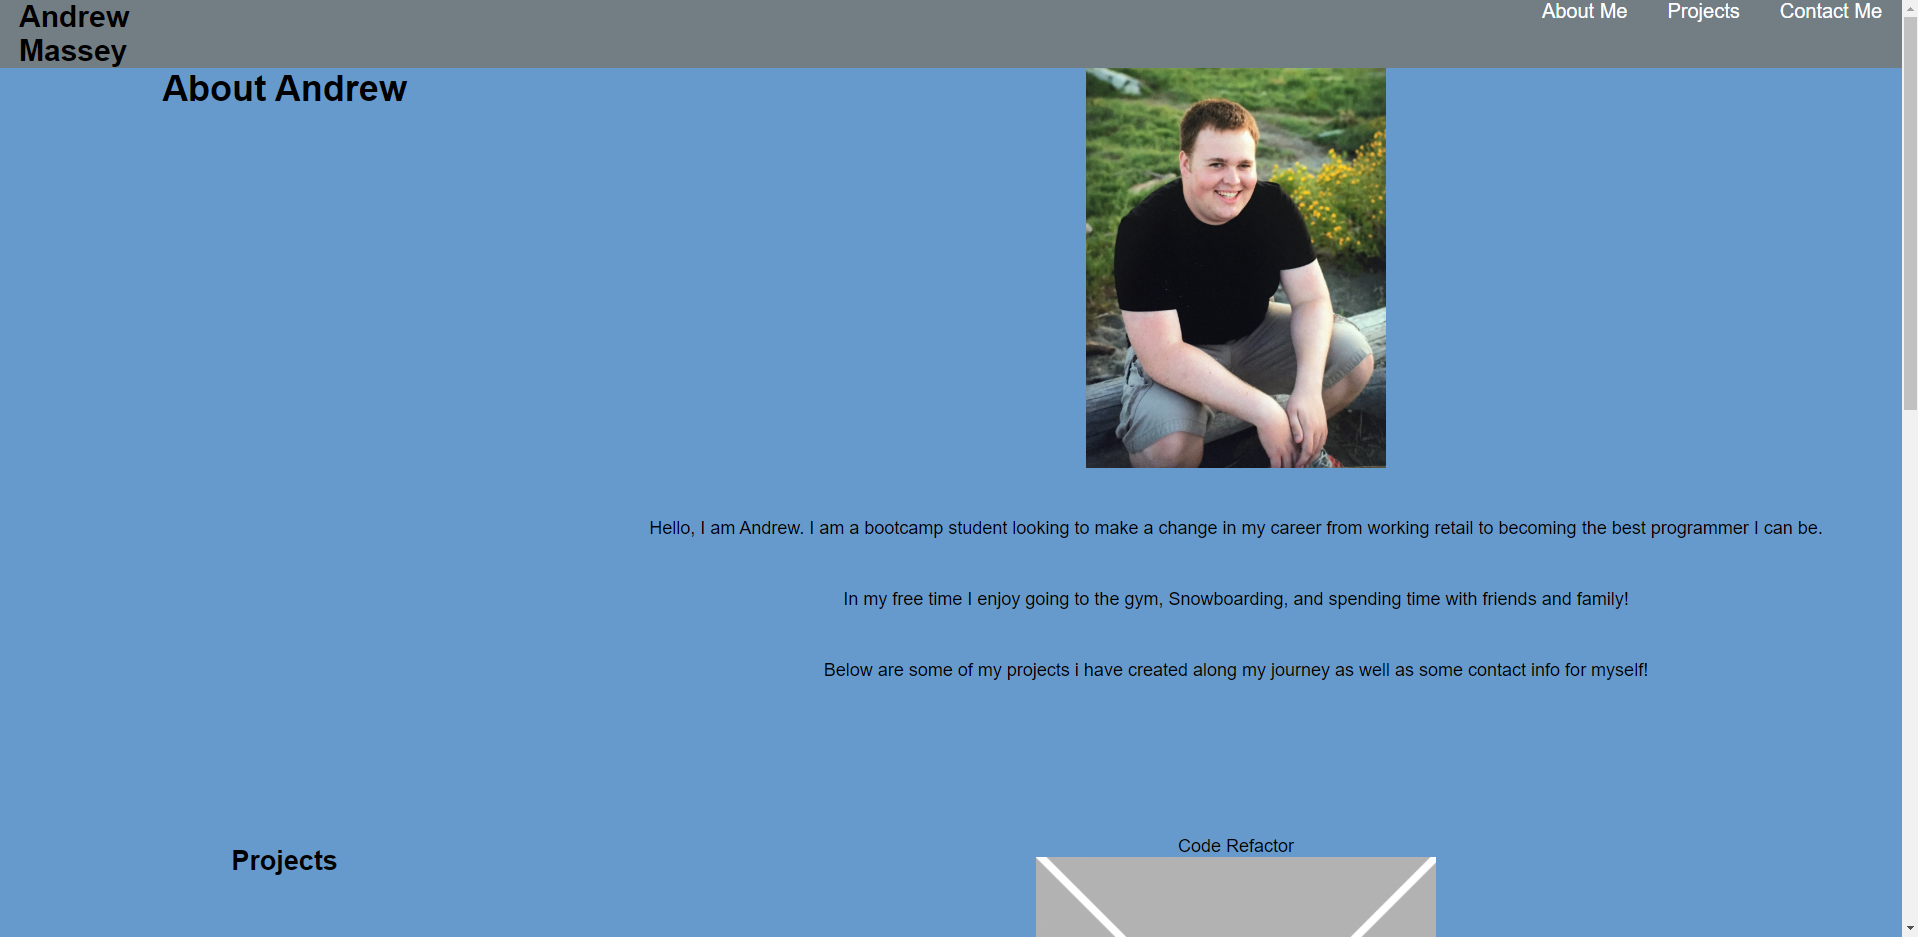 Andrew
Massey
About Me
Projects
Contact Me
About Andrew
Hello, I am Andrew. I am a bootcamp student looking to make a change in my career from working retail to becoming the best programmer I can be.
In my free time I enjoy going to the gym, Snowboarding, and spending time with friends and family!
Below are some of my projects i have created along my journey as well as some contact info for myself!
Projects
Code Refactor